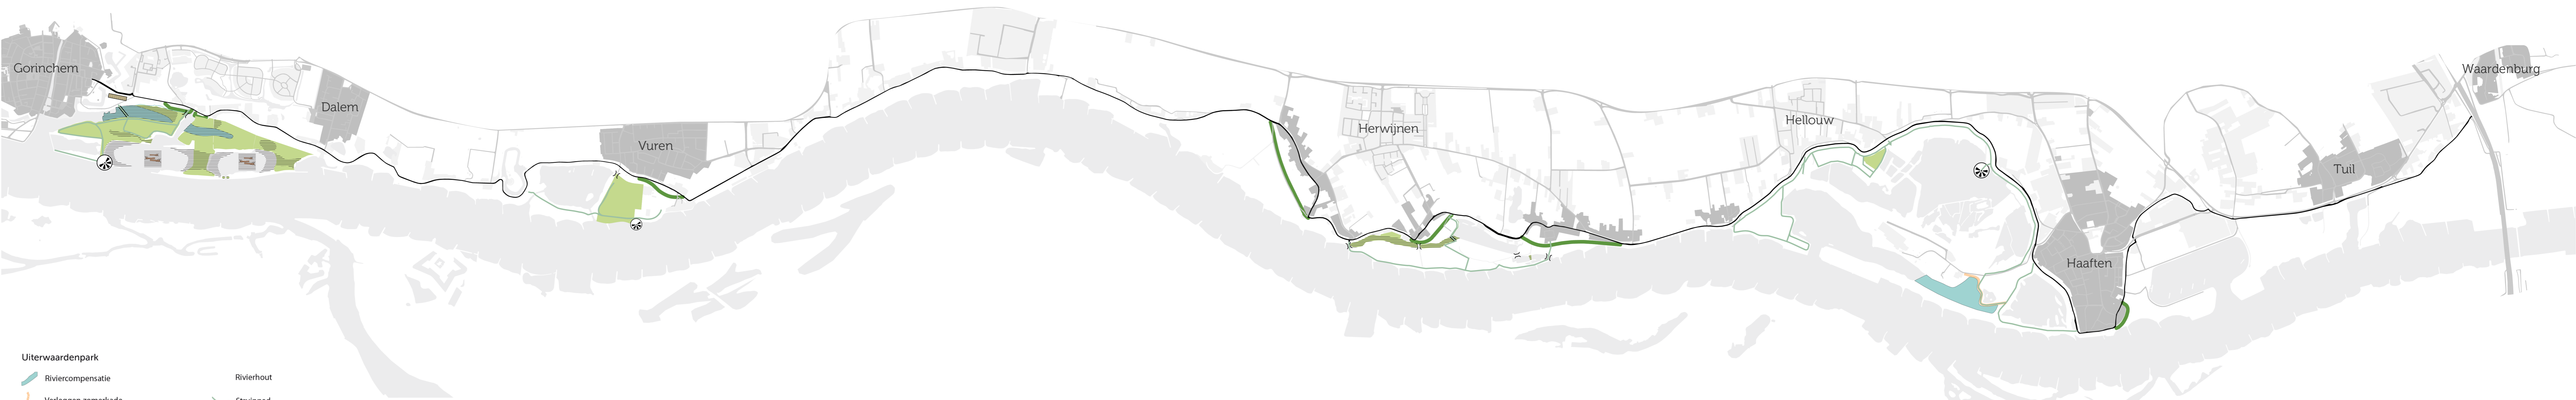 Gorinchem
Dalem
Vuren
Herwijnen
Hellouw
Haaften
Tuil
Waardenburg
Uiterwaardenpark
Riviercompensatie
Rivierhout